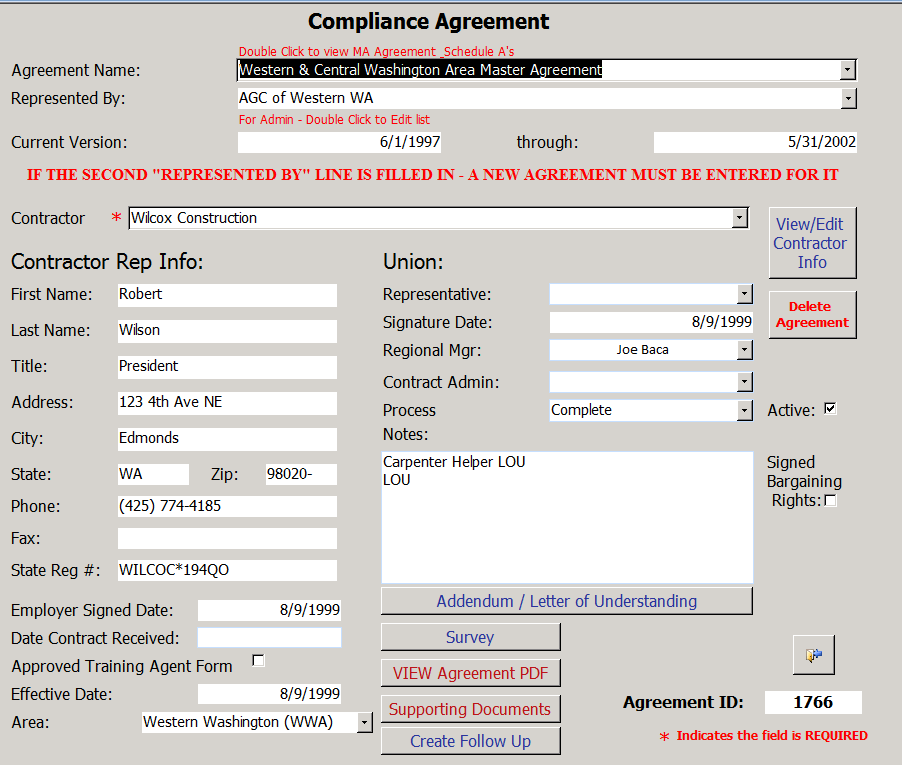 Compliance Agreement
Double Click to view MA Agreement _Schedule A's
Agreement Name: Western & Central Washington Area Master Agreement
Represented By: AGC of Western WA
For Admin - Double Click to Edit list
Current Version: 6/1/1997 through: 5/31/2002
IF THE SECOND "REPRESENTED BY" LINE IS FILLED IN - A NEW AGREEMENT MUST BE ENTERED FOR IT
Contractor * Wilcox Construction
View/Edit
Contractor
Info
Contractor Rep Info:
First Name: Robert
Last Name: Wilson
Title: President
Address: 123 4th Ave NE
City: Edmonds
State: WA Zip: 98020-
Phone: (425) 774-4185
Fax:
State Reg #: WILCOC*194QO
Employer Signed Date: 8/9/1999
Date Contract Received:
Approved Training Agent Form
Effective Date: 8/9/1999
Area: Western Washington (WWA)
Union:
Representative:
Signature Date: 8/9/1999
Regional Mgr: Joe Baca
Contract Admin:
Process Complete
Notes:
Carpenter Helper LOU
LOU
Addendum / Letter of Understanding
Survey
VIEW Agreement PDF
Supporting Documents
Create Follow Up
Delete
Agreement
Active:
Signed
Bargaining
Rights:
Agreement ID: 1766
* Indicates the field is REQUIRED